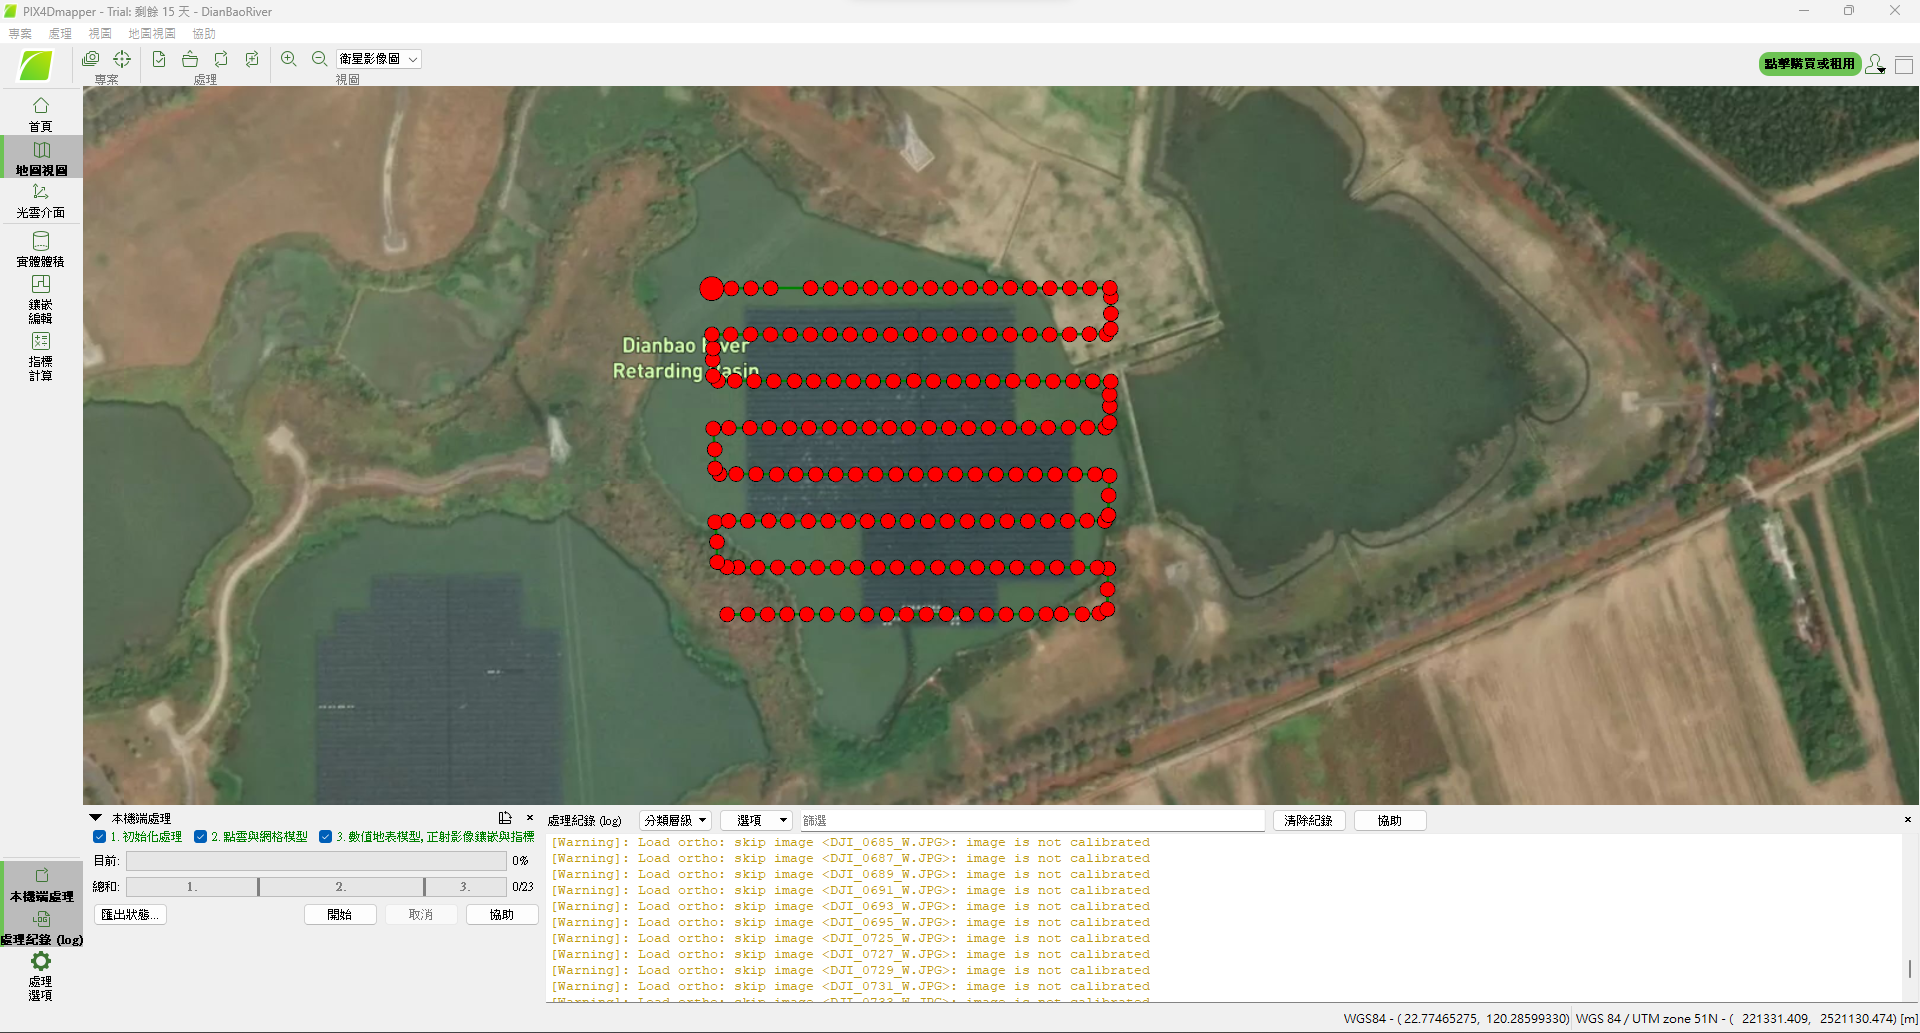 PIX4Dmapper - Trial: 剩餘 15 天 - DianBaoRiver
專案 處理 視圖 地圖視圖 協助
衛星影像圖
專案 處理 視圖
點擊購買或租用
首頁
地圖視圖
光雲介面
實體體積
鑲嵌
編輯
指標
計算
Dianbao River
Retarding Basin
本機端處理
1. 初始化處理 2. 點雲與網格模型 3. 數值地表模型, 正射影像鑲嵌與指標
目前: 0%
總和: 1. 2. 3. 0/23
匯出狀態... 開始 取消 協助
本機端處理
LOG
處理紀錄 (log)
處理
選項
處理紀錄 (log) 分類層級 選項 篩選 清除紀錄 協助
[Warning]: Load ortho: skip image <DJI_0685_W.JPG>: image is not calibrated
[Warning]: Load ortho: skip image <DJI_0687_W.JPG>: image is not calibrated
[Warning]: Load ortho: skip image <DJI_0689_W.JPG>: image is not calibrated
[Warning]: Load ortho: skip image <DJI_0691_W.JPG>: image is not calibrated
[Warning]: Load ortho: skip image <DJI_0693_W.JPG>: image is not calibrated
[Warning]: Load ortho: skip image <DJI_0695_W.JPG>: image is not calibrated
[Warning]: Load ortho: skip image <DJI_0725_W.JPG>: image is not calibrated
[Warning]: Load ortho: skip image <DJI_0727_W.JPG>: image is not calibrated
[Warning]: Load ortho: skip image <DJI_0729_W.JPG>: image is not calibrated
[Warning]: Load ortho: skip image <DJI_0731_W.JPG>: image is not calibrated
[Warning]: Load ortho: skip image <DJI_0733_W.JPG>: image is not calibrated
WGS84 - ( 22.77465275, 120.28599330) WGS 84 / UTM zone 51N - ( 221331.409, 2521130.474) [m]